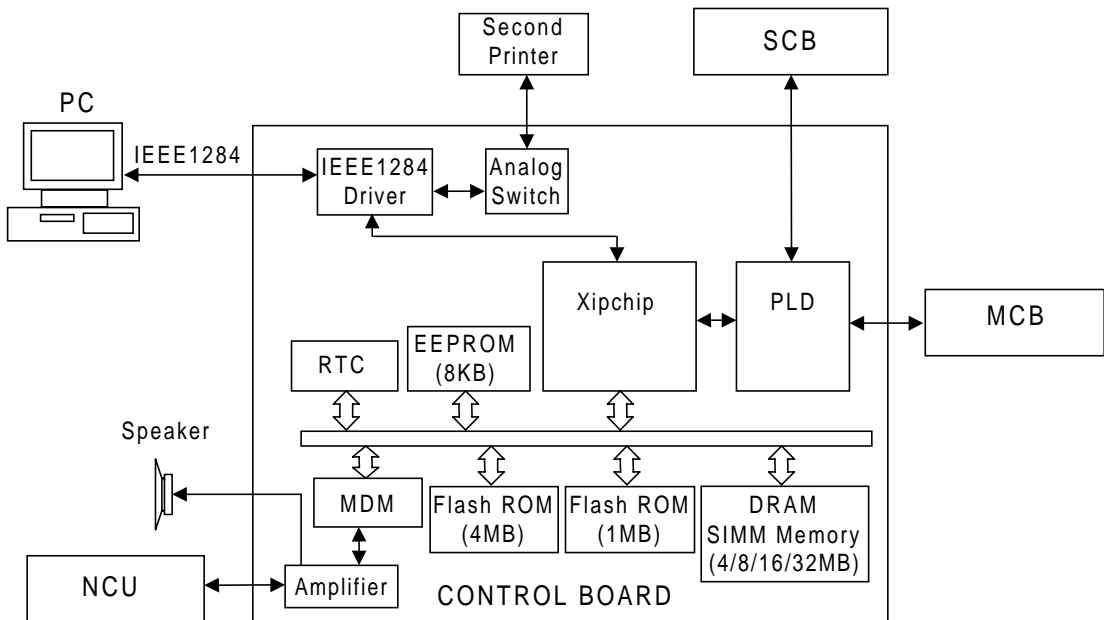 Second
Printer
SCB
PC
IEEE1284
IEEE1284
Driver
Analog
Switch
Xipchip
PLD
MCB
RTC
EEPROM
(8KB)
Speaker
MDM
Flash ROM
(4MB)
Flash ROM
(1MB)
DRAM
SIMM Memory
(4/8/16/32MB)
NCU
Amplifier
CONTROL BOARD